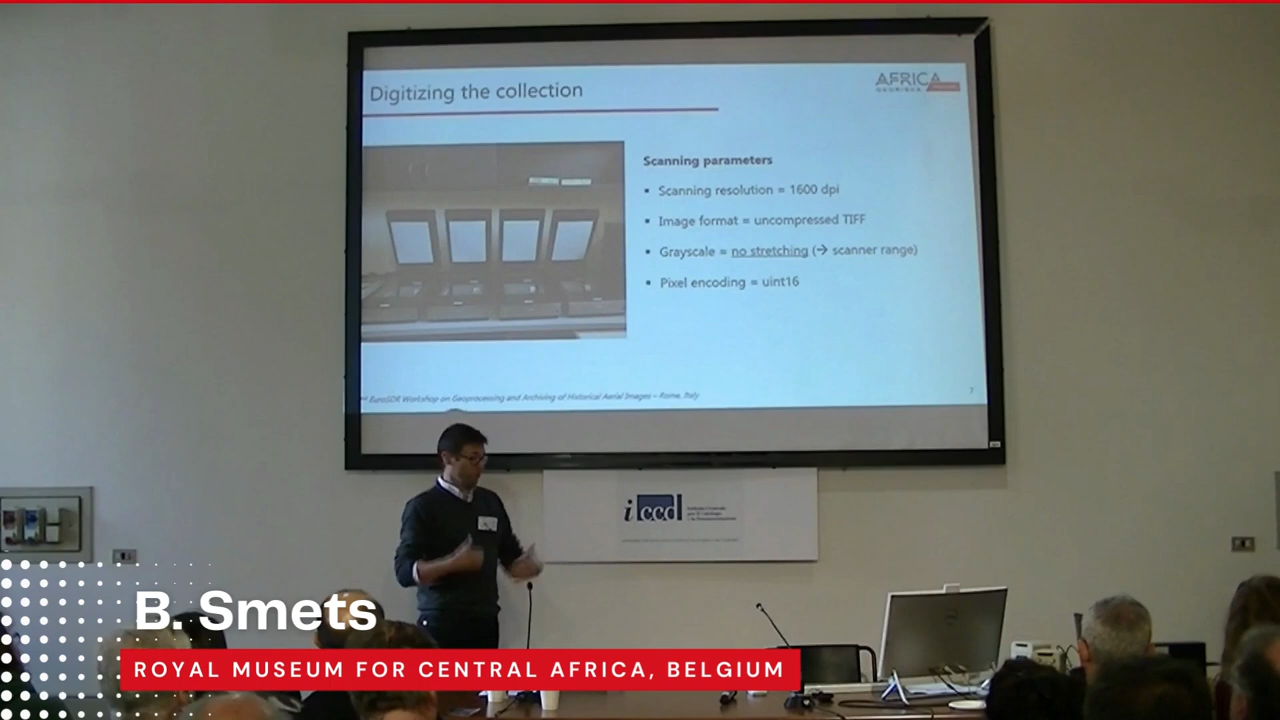 Digitizing the collection
AFRICA
Scanning parameters
▪ Scanning resolution = 1600 dpi
▪ Image format = uncompressed TIFF
▪ Grayscale = no stretching (→ scanner range)
▪ Pixel encoding = uint16
EuroSDR Workshop on Geoprocessing and Archiving of Historical Aerial Images – Rome, Italy
7
iccd
B. Smets
ROYAL MUSEUM FOR CENTRAL AFRICA, BELGIUM